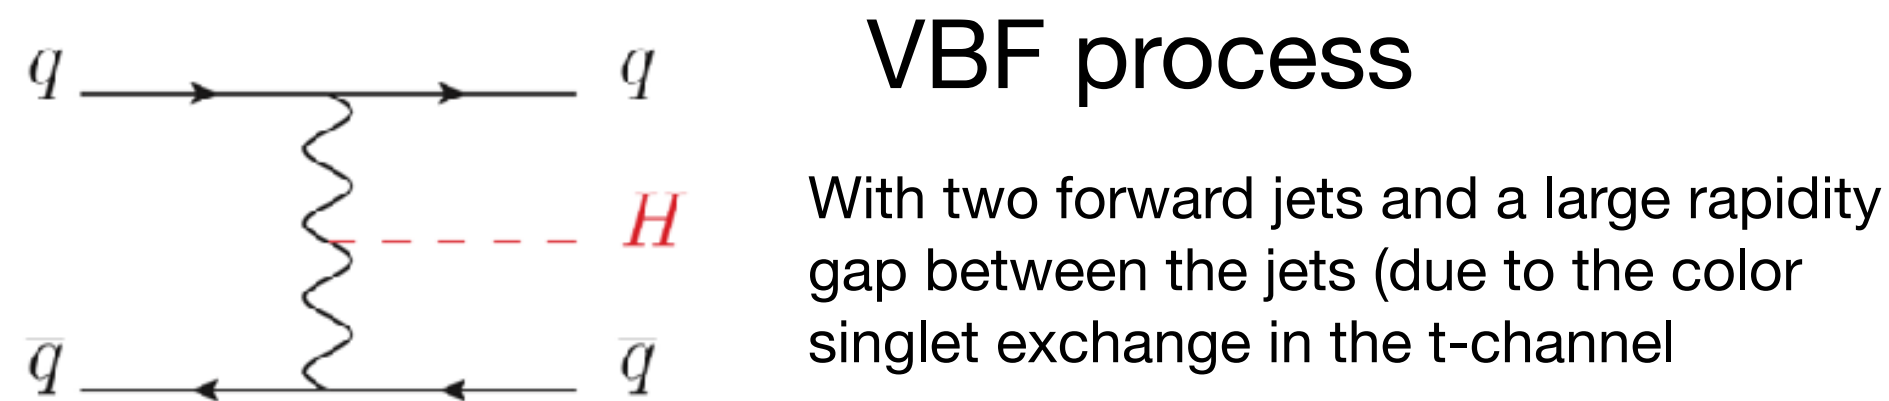 VBF process
q
q
H
q̅
q̅
With two forward jets and a large rapidity
gap between the jets (due to the color
singlet exchange in the t-channel